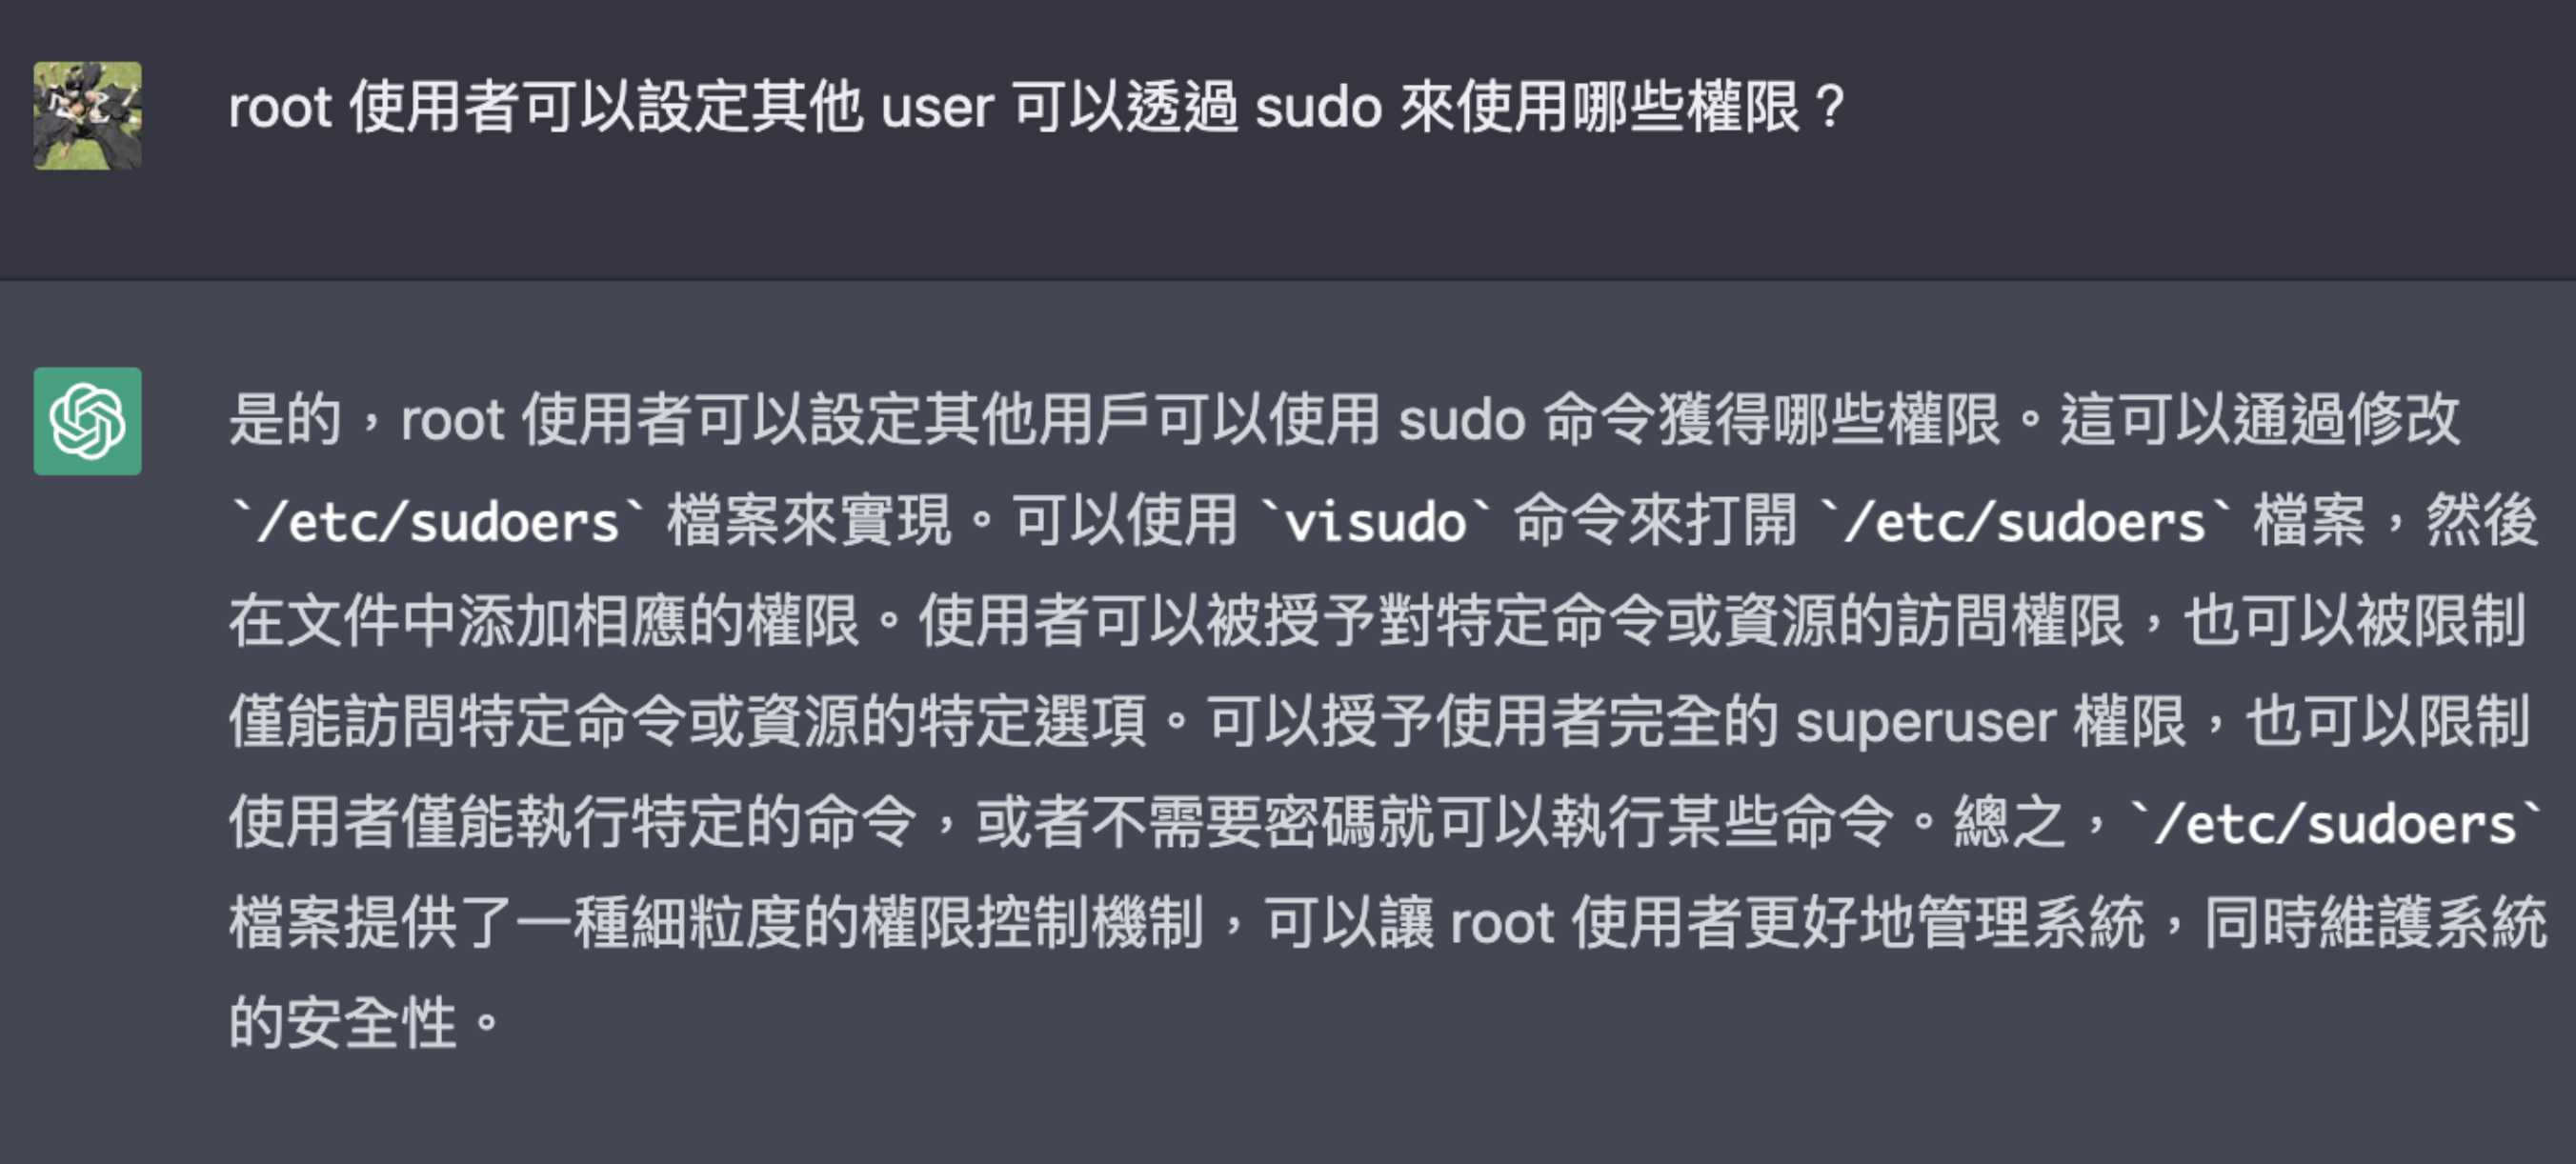 root 使用者可以設定其他 user 可以透過 sudo 來使用哪些權限？
是的，root 使用者可以設定其他用戶可以使用 sudo 命令獲得哪些權限。這可以通過修改
`/etc/sudoers` 檔案來實現。可以使用 `visudo` 命令來打開 `/etc/sudoers` 檔案，然後
在文件中添加相應的權限。使用者可以被授予對特定命令或資源的訪問權限，也可以被限制
僅能訪問特定命令或資源的特定選項。可以授予使用者完全的 superuser 權限，也可以限制
使用者僅能執行特定的命令，或者不需要密碼就可以執行某些命令。總之，`/etc/sudoers`
檔案提供了一種細粒度的權限控制機制，可以讓 root 使用者更好地管理系統，同時維護系統
的安全性。